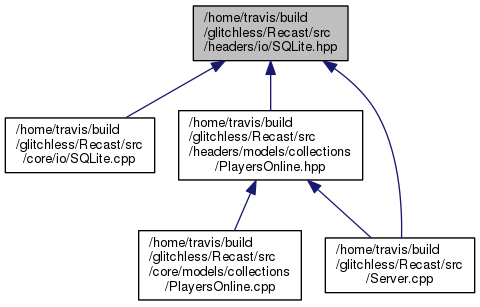 /home/travis/build
/glitchless/Recast/src
/headers/io/SQLite.hpp
/home/travis/build
/glitchless/Recast/src
/core/io/SQLite.cpp
/home/travis/build
/glitchless/Recast/src
/headers/models/collections
/PlayersOnline.hpp
/home/travis/build
/glitchless/Recast/src
/core/models/collections
/PlayersOnline.cpp
/home/travis/build
/glitchless/Recast/src
/Server.cpp